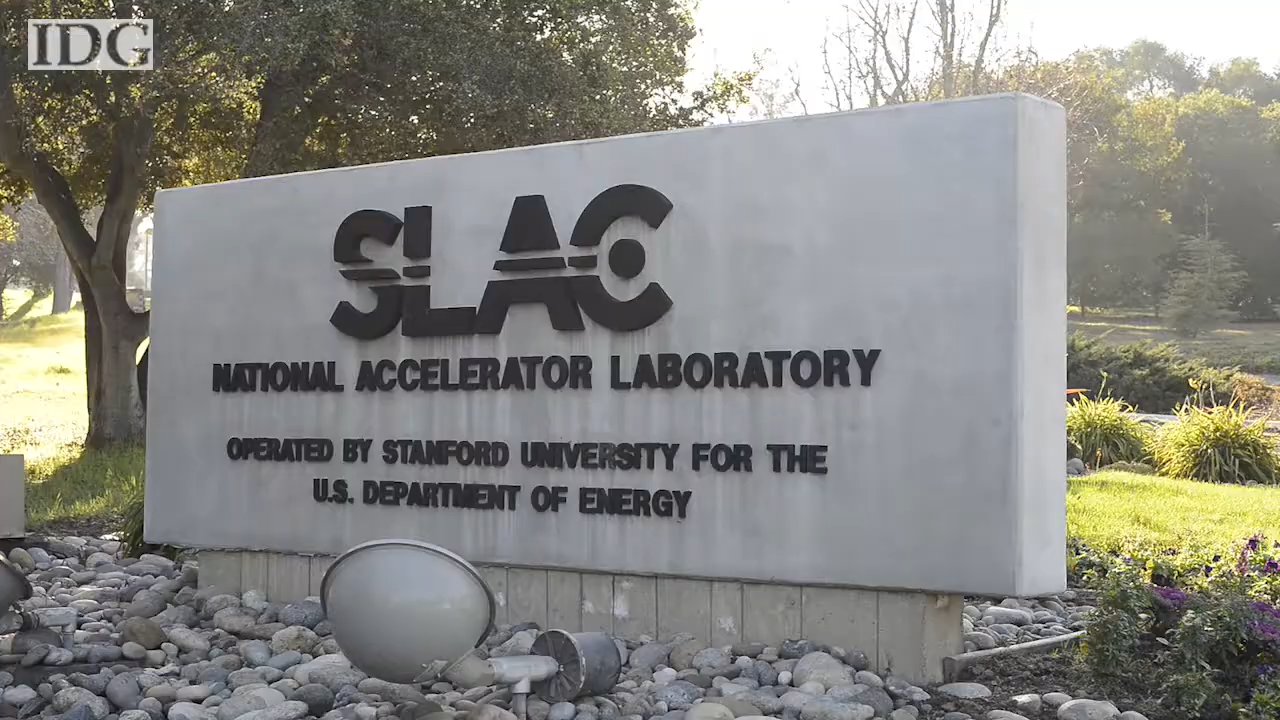 IDG
SLAC
NATIONAL ACCELERATOR LABORATORY
OPERATED BY STANFORD UNIVERSITY FOR THE
U.S. DEPARTMENT OF ENERGY